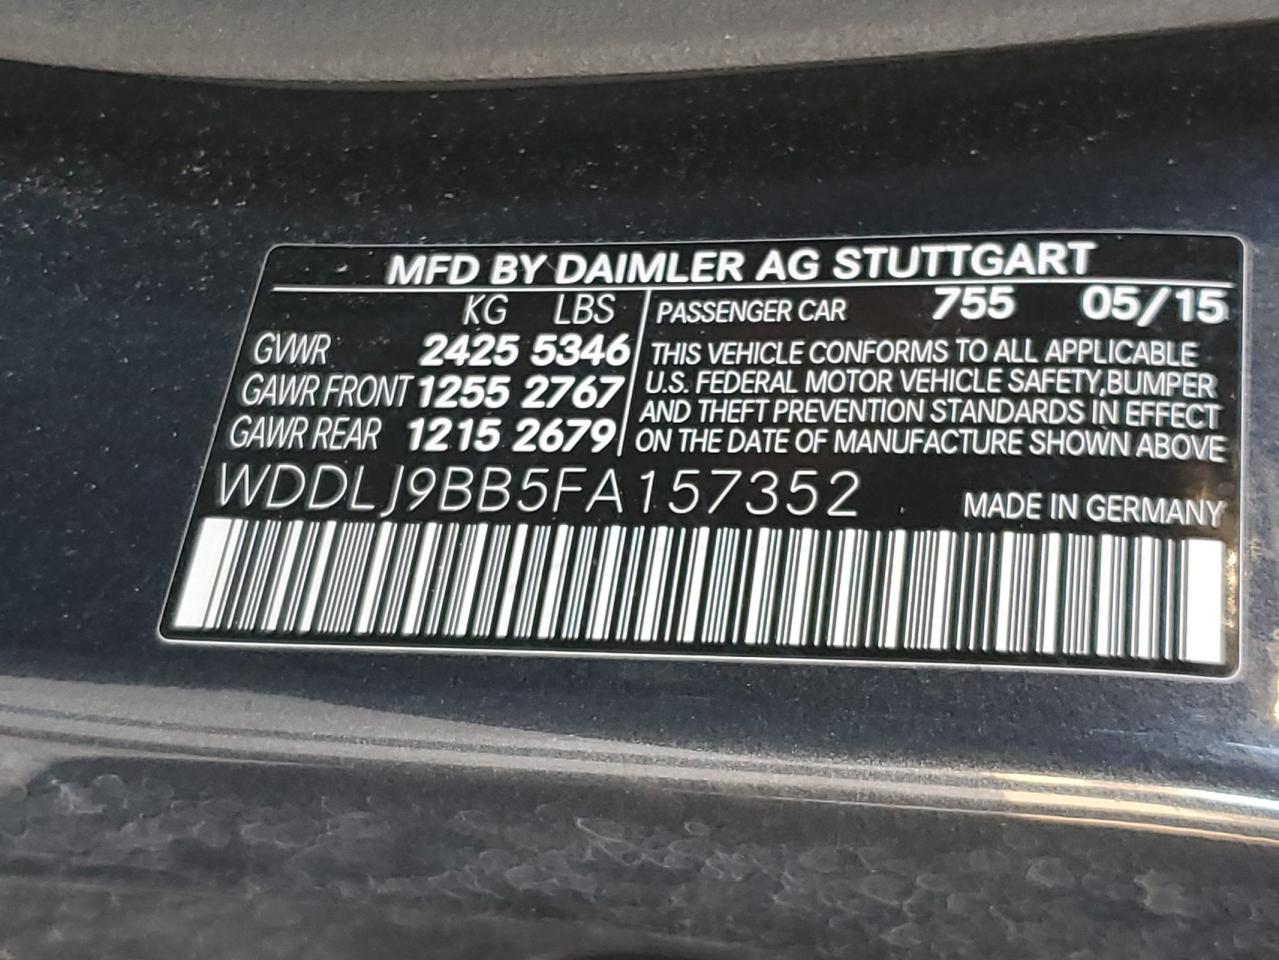 MFD BY DAIMLER AG STUTTGART
KG LBS
GVWR 2425 5346
GAWR FRONT 1255 2767
GAWR REAR 1215 2679
PASSENGER CAR 755 05/15
THIS VEHICLE CONFORMS TO ALL APPLICABLE
U.S. FEDERAL MOTOR VEHICLE SAFETY,BUMPER
AND THEFT PREVENTION STANDARDS IN EFFECT
ON THE DATE OF MANUFACTURE SHOWN ABOVE
WDDLJ9BB5FA157352
MADE IN GERMANY